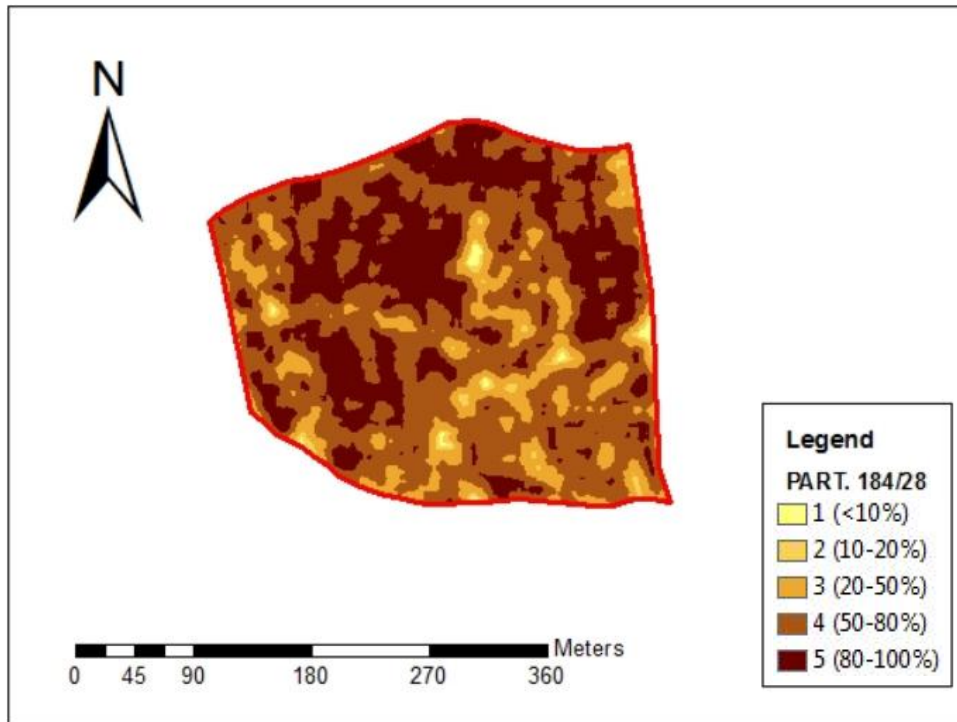 N
Legend
PART. 184/28
1 (<10%)
2 (10-20%)
3 (20-50%)
4 (50-80%)
5 (80-100%)
Meters
0 45 90 180 270 360